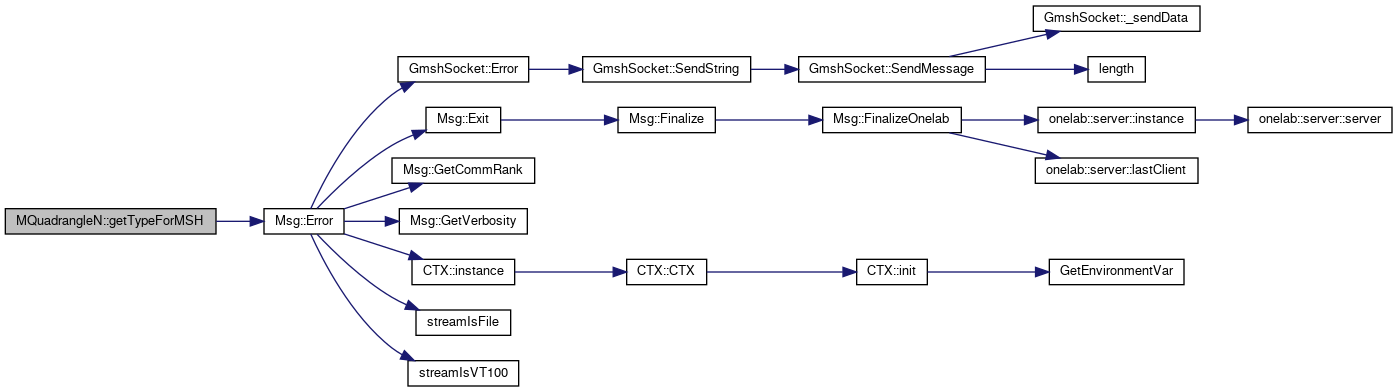 GmshSocket::_sendData
GmshSocket::Error
GmshSocket::SendString
GmshSocket::SendMessage
length
Msg::Exit
Msg::Finalize
Msg::FinalizeOnelab
onelab::server::instance
onelab::server::server
Msg::GetCommRank
onelab::server::lastClient
MQuadrangleN::getTypeForMSH
Msg::Error
Msg::GetVerbosity
CTX::instance
CTX::CTX
CTX::init
GetEnvironmentVar
streamIsFile
streamIsVT100